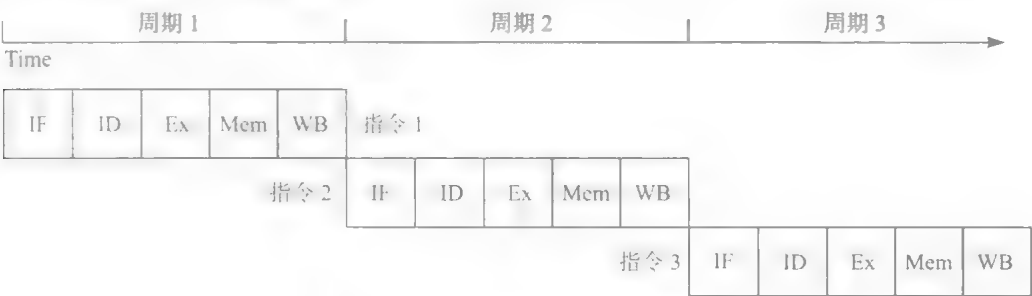 周期 1 周期 2 周期 3
Time
IF ID Ex Mem WB 指令 1
指令 2 IF ID Ex Mem WB
指令 3 IF ID Ex Mem WB